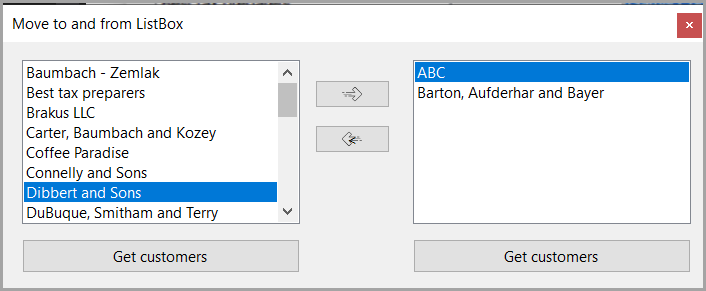 Move to and from ListBox
Baumbach - Zemlak
Best tax preparers
Brakus LLC
Carter, Baumbach and Kozey
Coffee Paradise
Connelly and Sons
Dibbert and Sons
DuBuque, Smitham and Terry
ABC
Barton, Aufderhar and Bayer
Get customers
Get customers